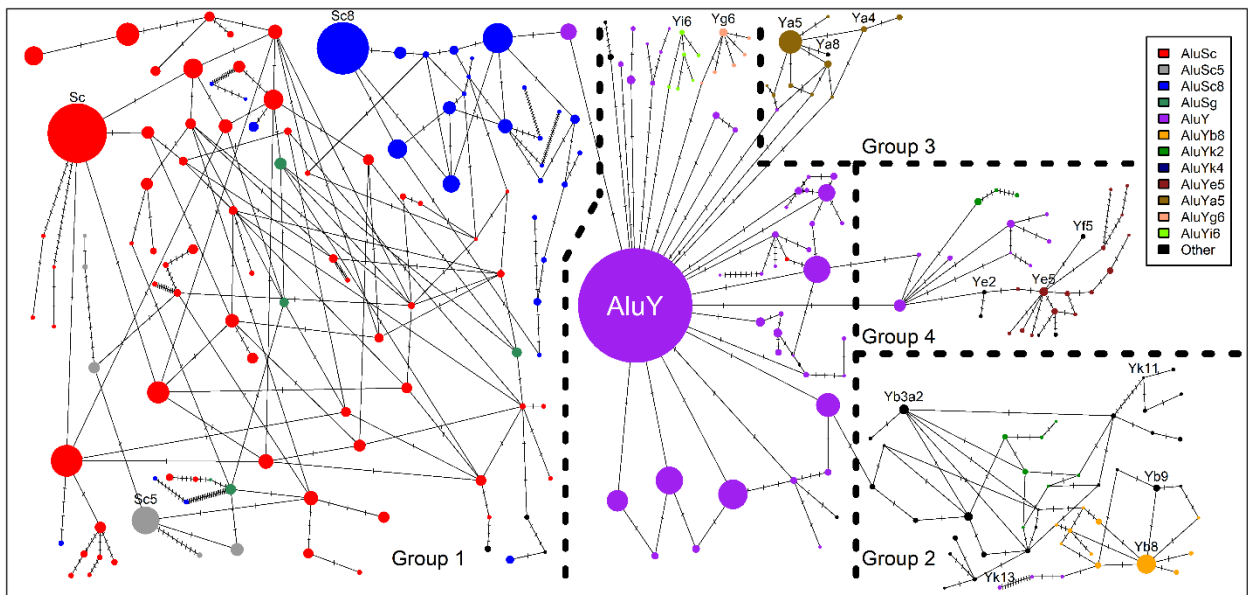 Sc8
Yi6
Yg6
Ya5
Ya4
Ya8
Sc
AluSc
AluSc5
AluSc8
AluSg
AluY
AluYb8
AluYk2
AluYk4
AluYe5
AluYa5
AluYg6
AluYi6
Other
Group 3
Yf5
Ye2
Ye5
AluY
Group 4
Yk11
Yb3a2
Yb9
Sc5
Group 1
Group 2
Yb8
Yk13